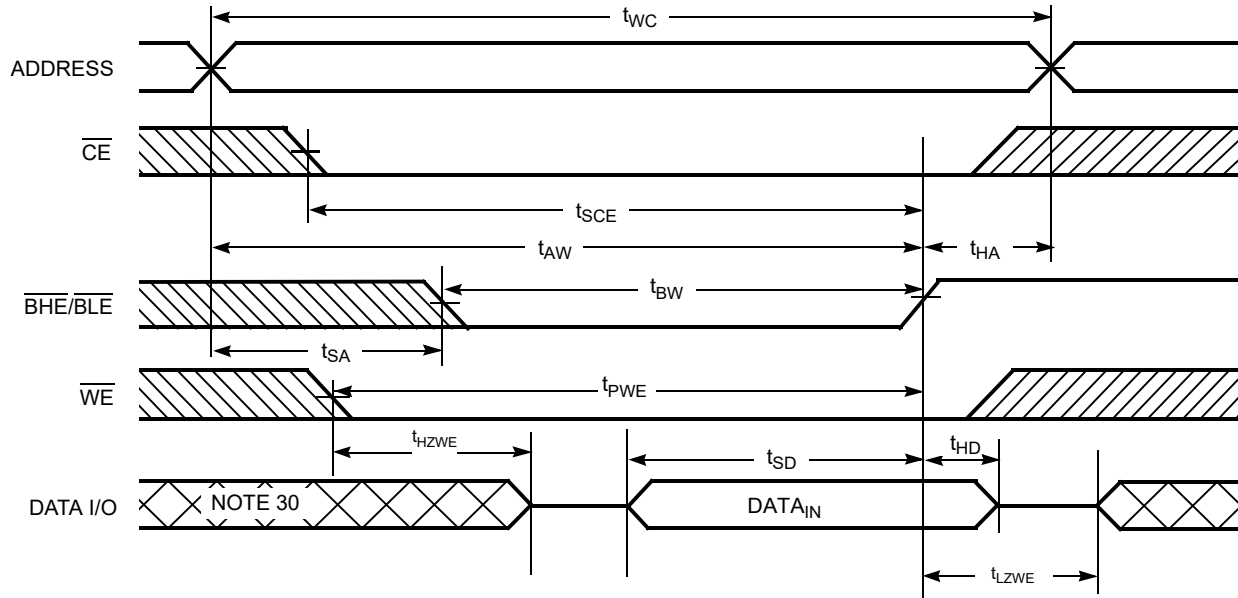 tWC
ADDRESS
CE
tSCE
tAW
tHA
BHE/BLE
tBW
tSA
WE
tPWE
tHZWE
tSD
tHD
DATA I/O
NOTE 30
DATAIN
tLZWE